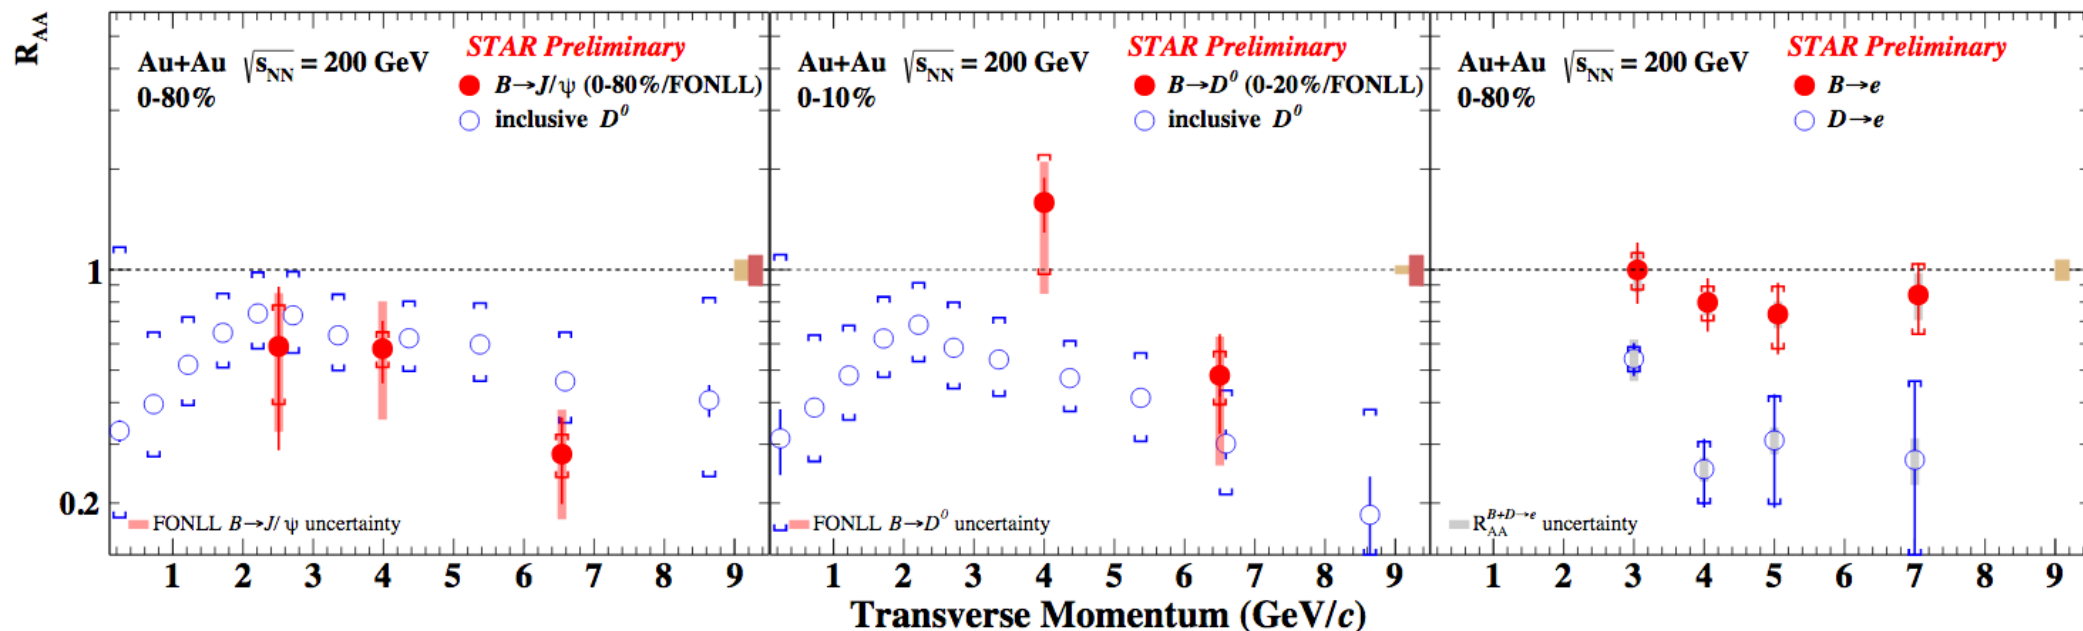 R_AA
Au+Au √s_NN = 200 GeV
0-80%
STAR Preliminary
B→J/ψ (0-80%/FONLL)
inclusive D⁰
FONLL B→J/ψ uncertainty
Au+Au √s_NN = 200 GeV
0-10%
STAR Preliminary
B→D⁰ (0-20%/FONLL)
inclusive D⁰
FONLL B→D⁰ uncertainty
Au+Au √s_NN = 200 GeV
0-80%
STAR Preliminary
B→e
D→e
R_AA^B+D→e uncertainty
1
0.2
1 2 3 4 5 6 7 8 9
1 2 3 4 5 6 7 8 9
1 2 3 4 5 6 7 8 9
Transverse Momentum (GeV/c)